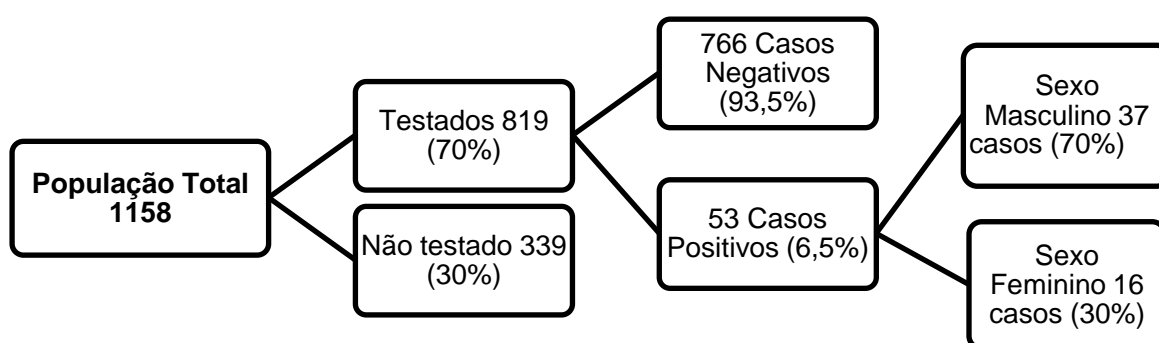 População Total
1158
Testados 819
(70%)
Não testado 339
(30%)
766 Casos
Negativos
(93,5%)
53 Casos
Positivos (6,5%)
Sexo
Masculino 37
casos (70%)
Sexo
Feminino 16
casos (30%)